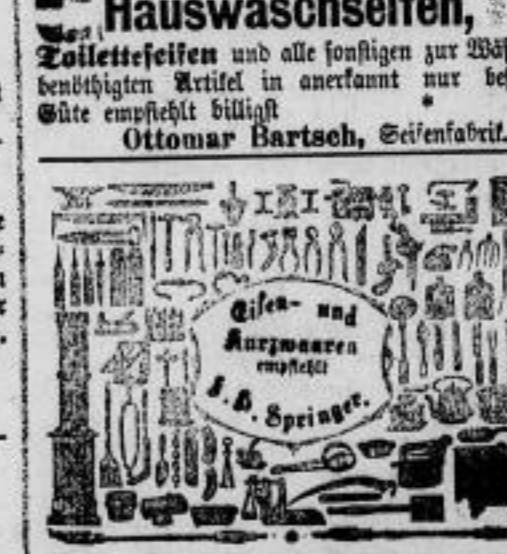 Hauswaschseifen,
Toiletteseifen und alle sonstigen zur
benöthigten Artikel in anerkannt nur
Güte empfiehlt billigst
Ottomar Bartsch, Seifenfabrik.
Eisen- und
Kurzwaaren
empfiehlt
Springer.